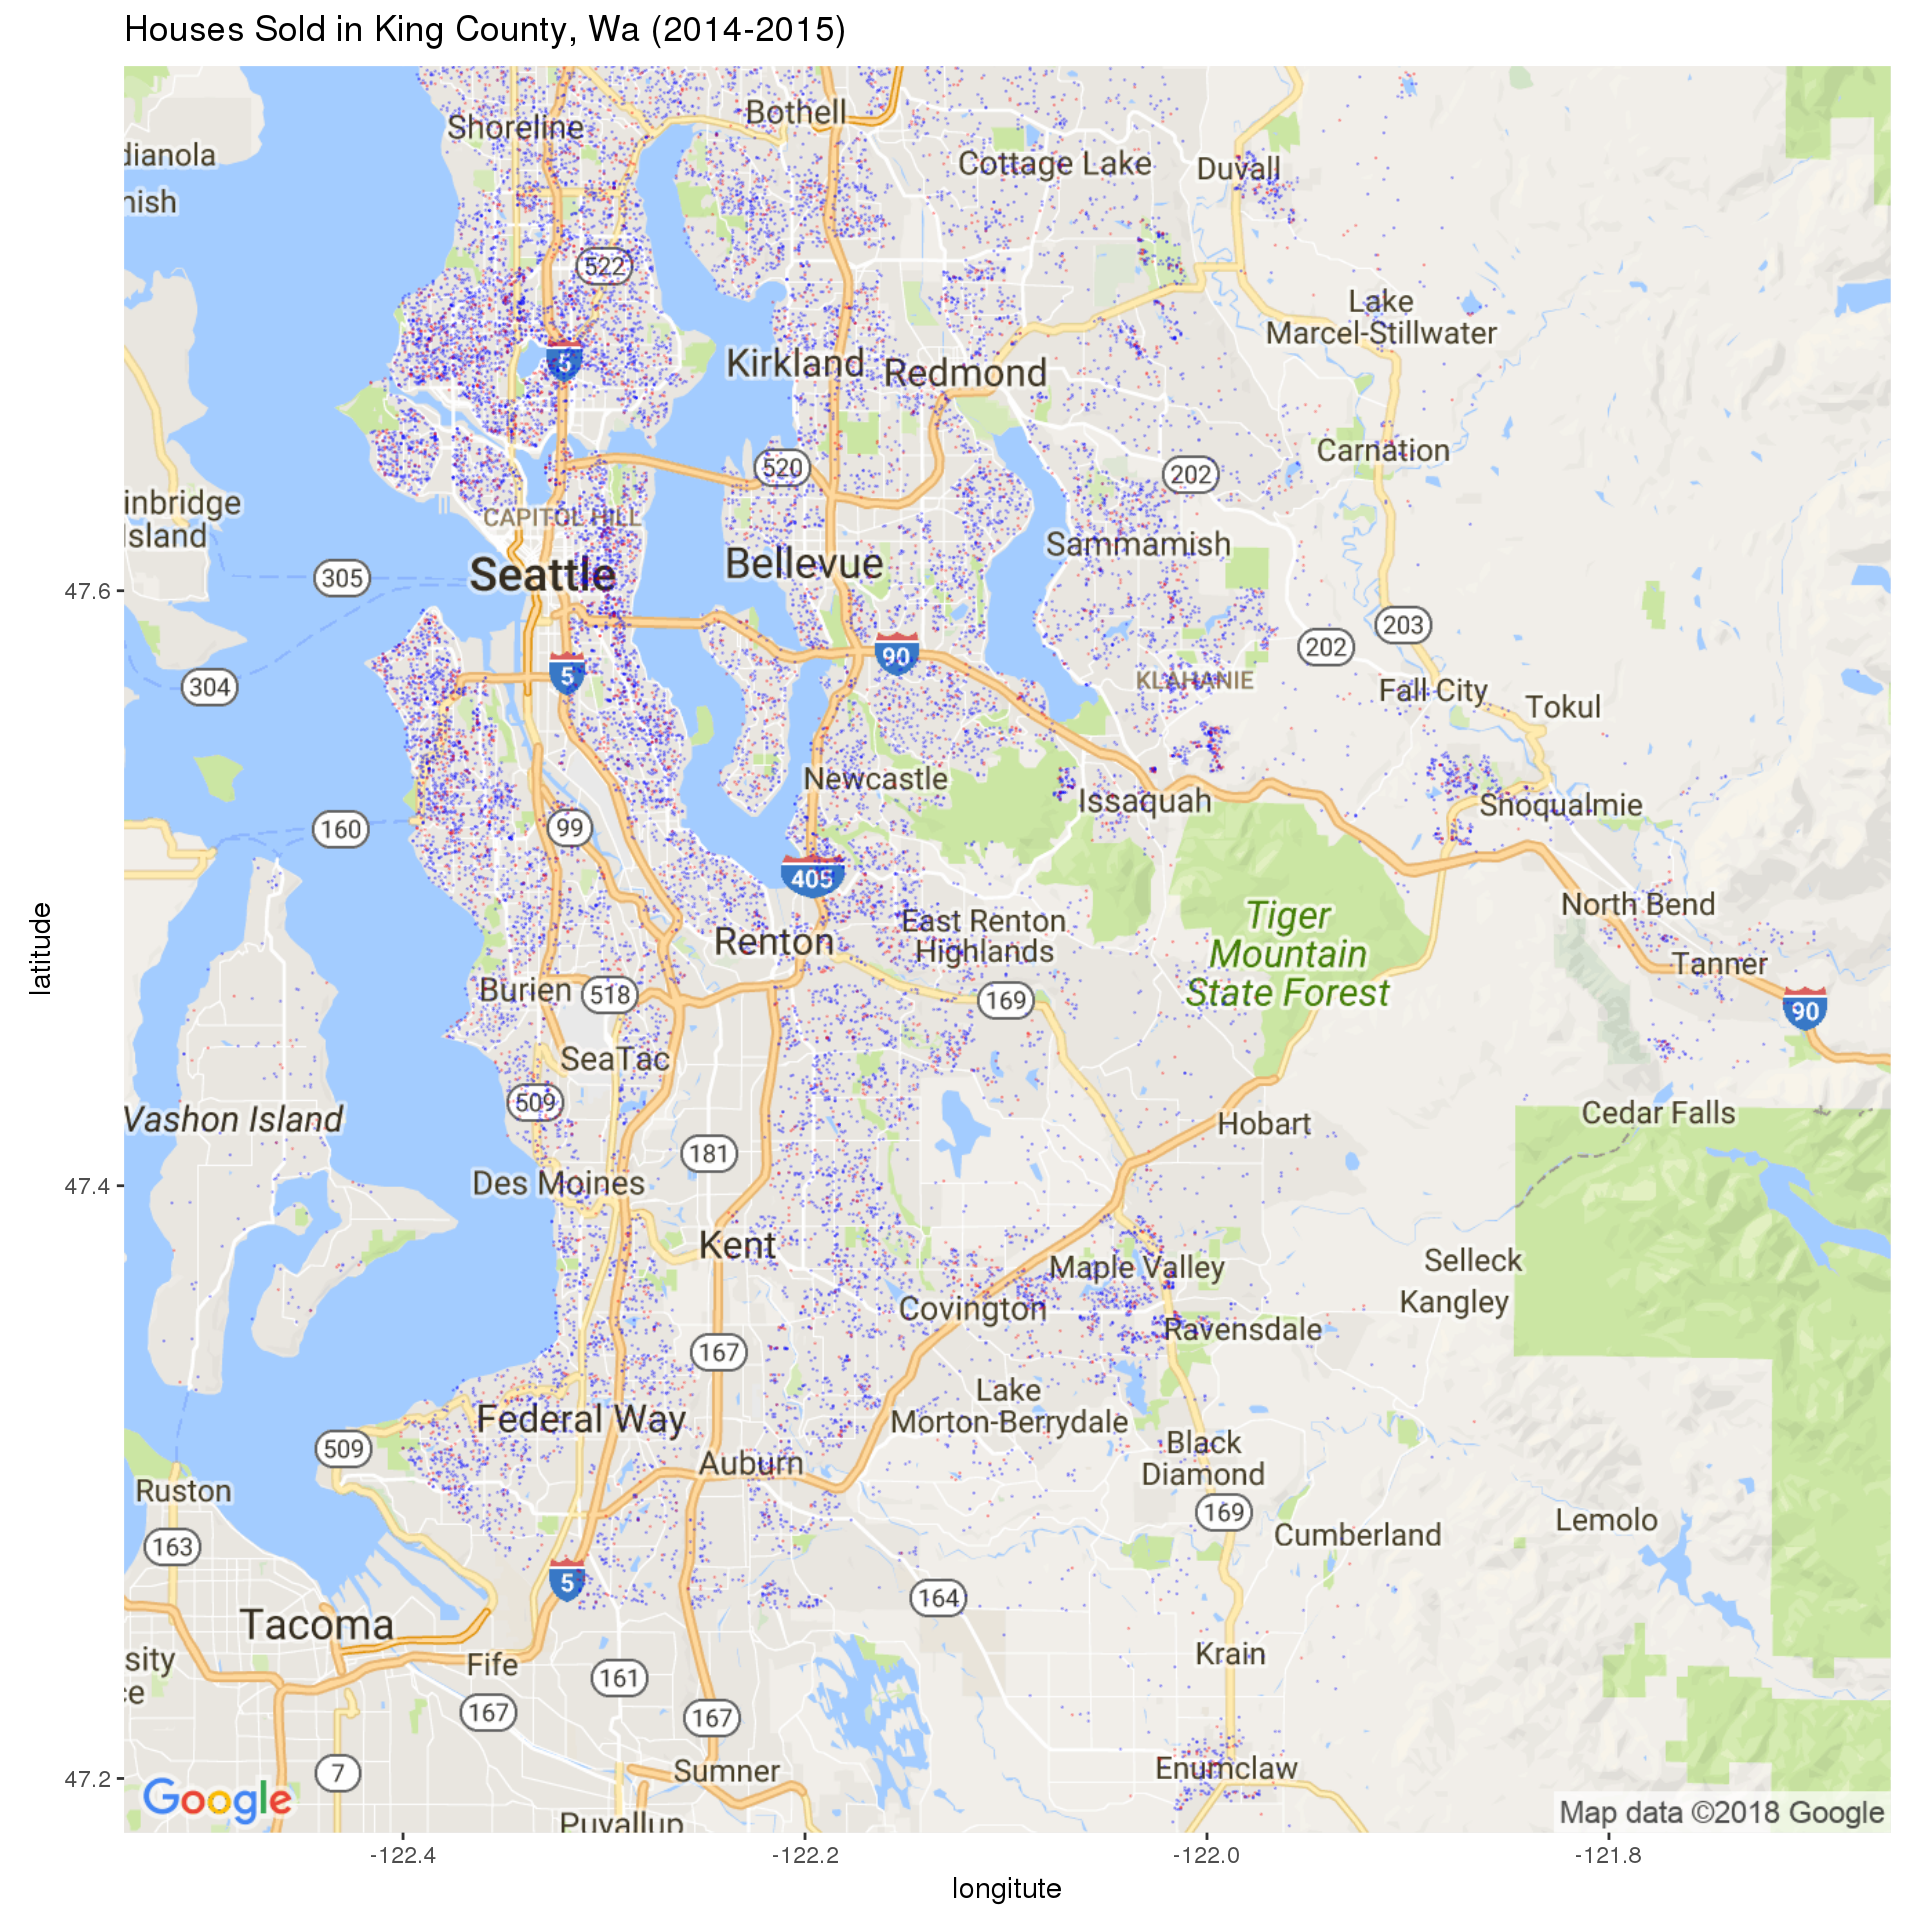 Houses Sold in King County, Wa (2014-2015)
Bothell
Shoreline
dianola
Cottage Lake
Duvall
nish
522
Lake
Marcel-Stillwater
5
Kirkland
Redmond
Carnation
520
202
inbridge
Island
CAPITOL HILL
Sammamish
Seattle
Bellevue
305
47.6
203
202
90
5
304
KLAHANIE
Fall City
Tokul
Newcastle
Issaquah
Snoqualmie
160
99
405
North Bend
East Renton
Highlands
Tiger
Mountain
State Forest
Renton
Tanner
latitude
Burien
518
169
90
SeaTac
509
Vashon Island
Cedar Falls
Hobart
181
47.4
Des Moines
Kent
Maple Valley
Selleck
Kangley
Covington
Ravensdale
167
Lake
Morton-Berrydale
Federal Way
509
Auburn
Black
Diamond
Ruston
169
Lemolo
Cumberland
163
5
164
Tacoma
Krain
sity
ce
Fife
161
167
167
Sumner
Enumclaw
7
47.2
Google
Puyallup
Map data ©2018 Google
-122.4
-122.2
-122.0
-121.8
longitute